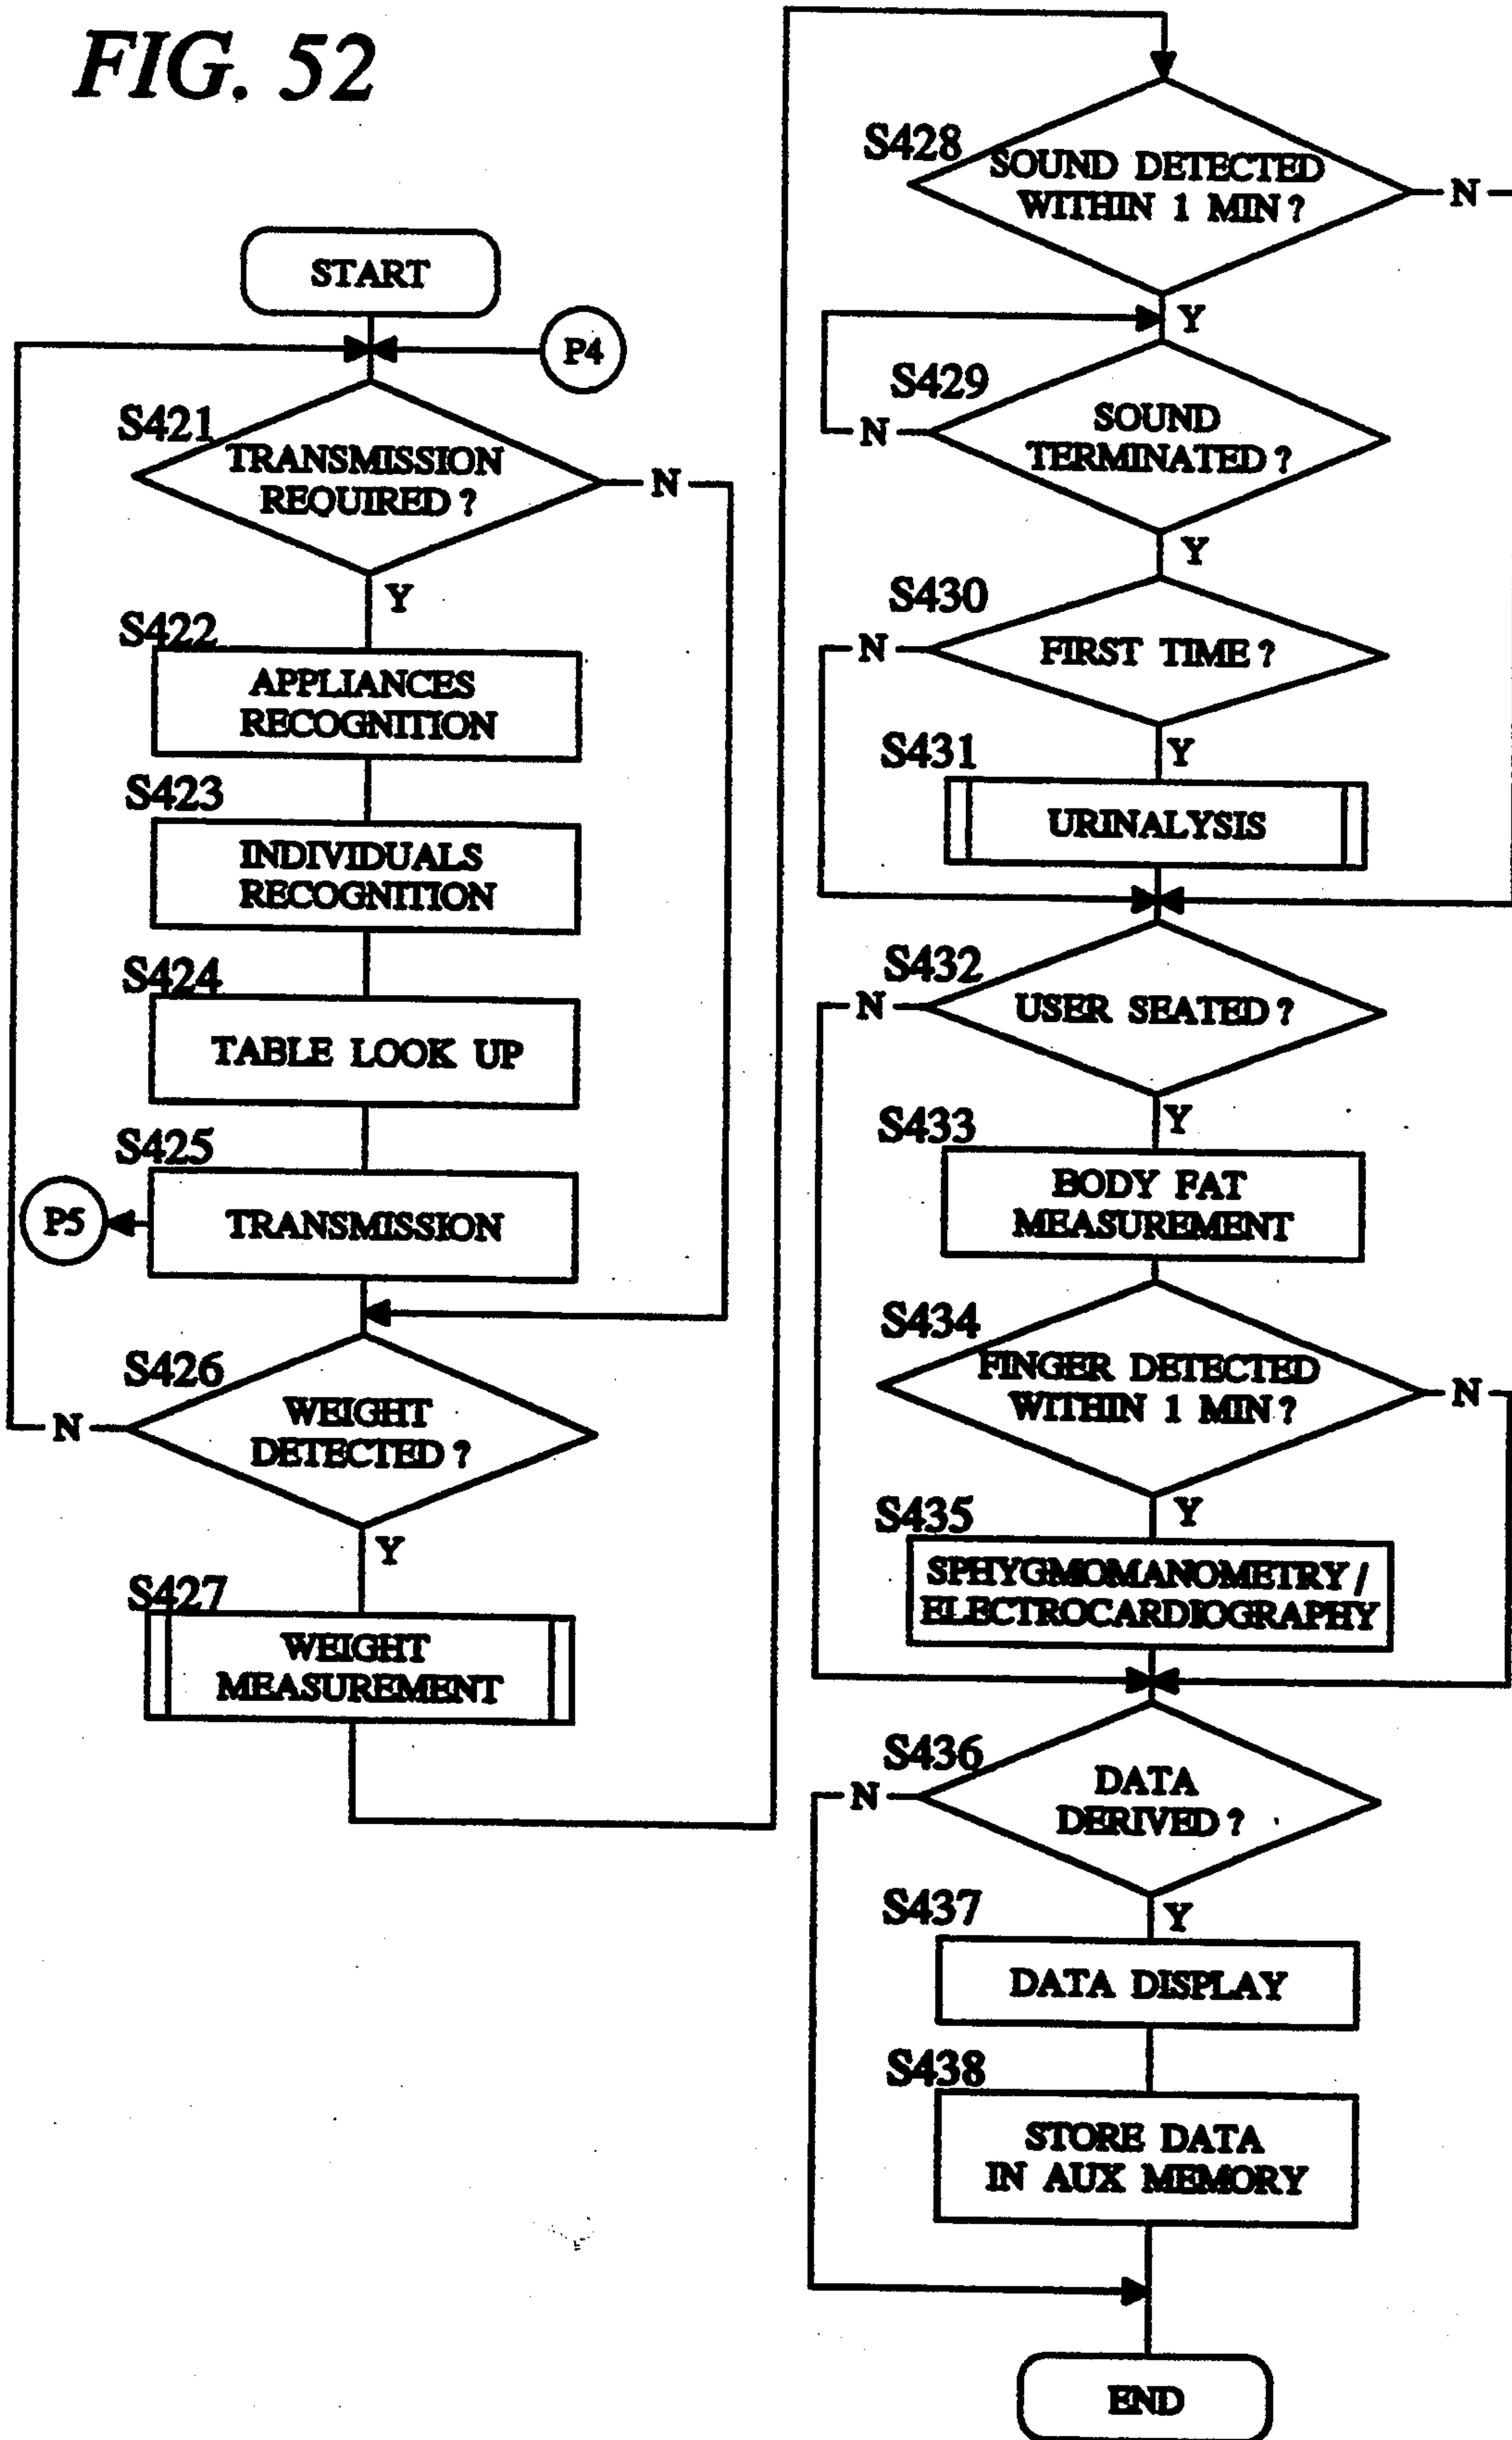 FIG. 52
START
P4
S421
TRANSMISSION
REQUIRED ?
N
Y
S422
APPLIANCES
RECOGNITION
S423
INDIVIDUALS
RECOGNITION
S424
TABLE LOOK UP
S425
P5
TRANSMISSION
S426
WEIGHT
DETECTED ?
N
Y
S427
WEIGHT
MEASUREMENT
S428
SOUND DETECTED
WITHIN 1 MIN ?
N
Y
S429
SOUND
TERMINATED ?
N
Y
S430
FIRST TIME ?
N
Y
S431
URINALYSIS
S432
USER SEATED ?
N
Y
S433
BODY FAT
MEASUREMENT
S434
FINGER DETECTED
WITHIN 1 MIN ?
N
Y
S435
SPHYGMOMANOMETRY /
ELECTROCARDIOGRAPHY
S436
DATA
DERIVED ?
N
Y
S437
DATA DISPLAY
S438
STORE DATA
IN AUX MEMORY
END